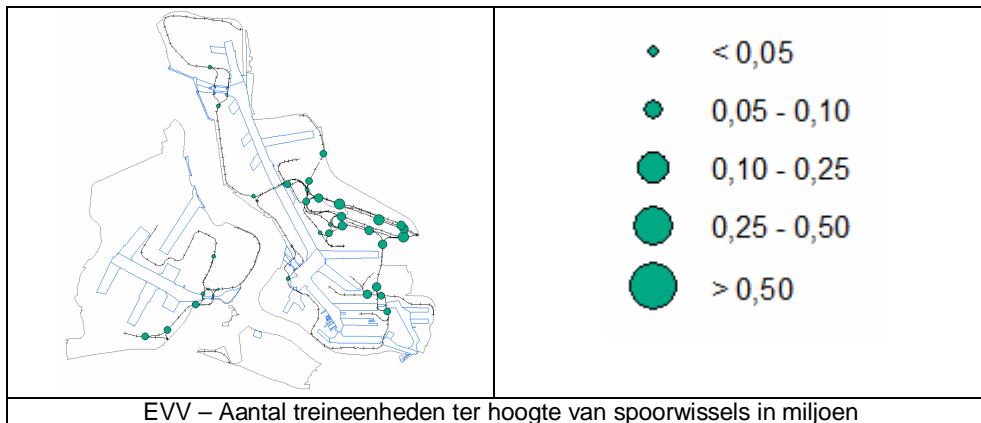 < 0,05
0,05 - 0,10
0,10 - 0,25
0,25 - 0,50
> 0,50
EVV – Aantal treineenheden ter hoogte van spoorwissels in miljoen